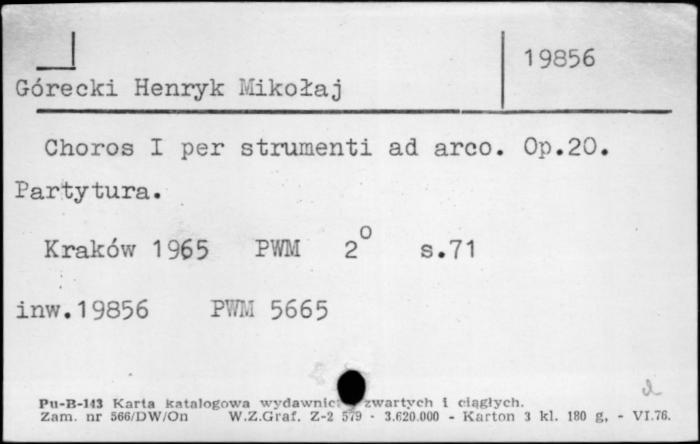 19856
Górecki Henryk Mikołaj
Choros I per strumenti ad arco. Op.20.
Partytura.
Kraków 1965 PWM 2° s.71
inw.19856 PWM 5665
Pu-B-143 Karta katalogowa zwartych i ciągłych.
Zam. nr 566/DW/On W.Z.Graf. Z-2 579 - 3.620.000 - Karton 3 kl. 180 g, - VI.76.